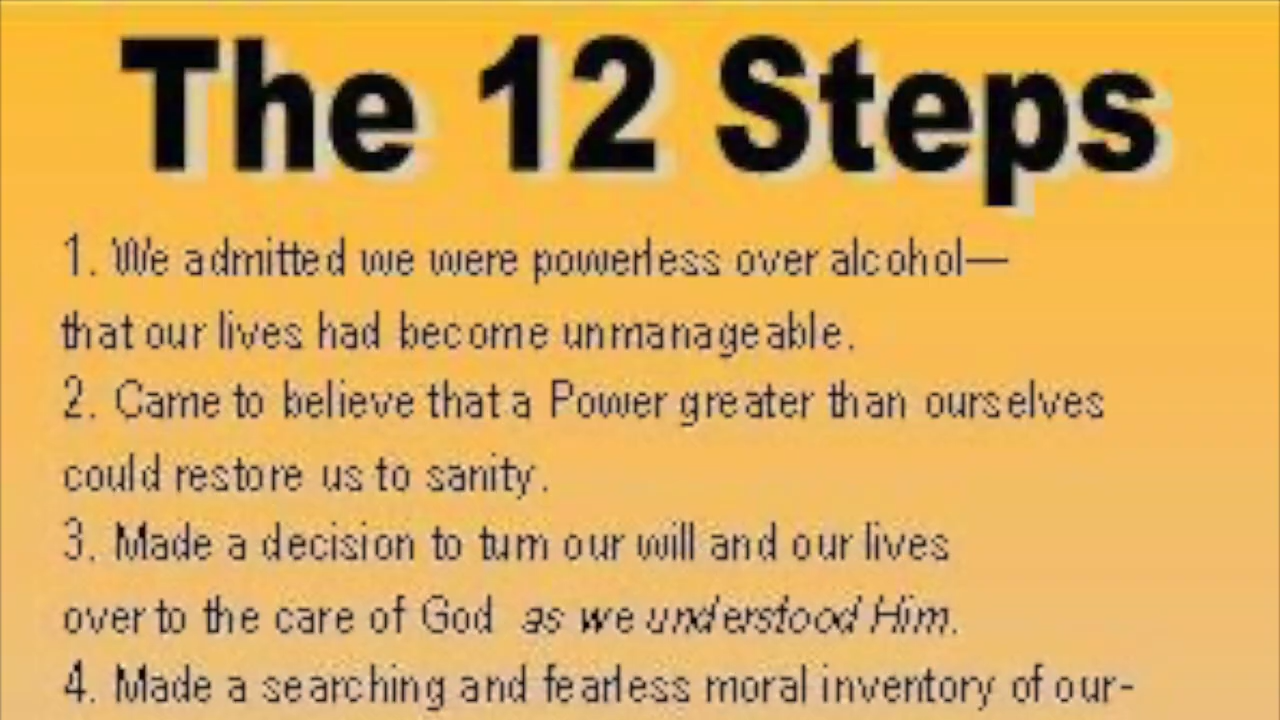 The 12 Steps
1. We admitted we were powerless over alcohol—
that our lives had become unmanageable.
2. Came to believe that a Power greater than ourselves
could restore us to sanity.
3. Made a decision to turn our will and our lives
over to the care of God as we understood Him.
4. Made a searching and fearless moral inventory of our-